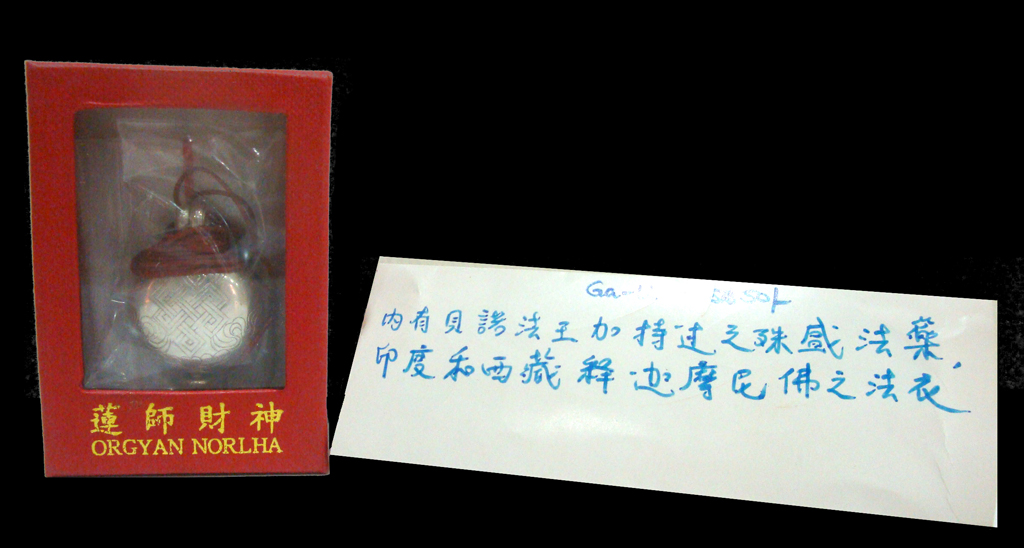 蓮師財神
ORGYAN NORLHA
内有貝諾法王加持过之殊感法藥,
印度和西藏释迦摩尼佛之法衣